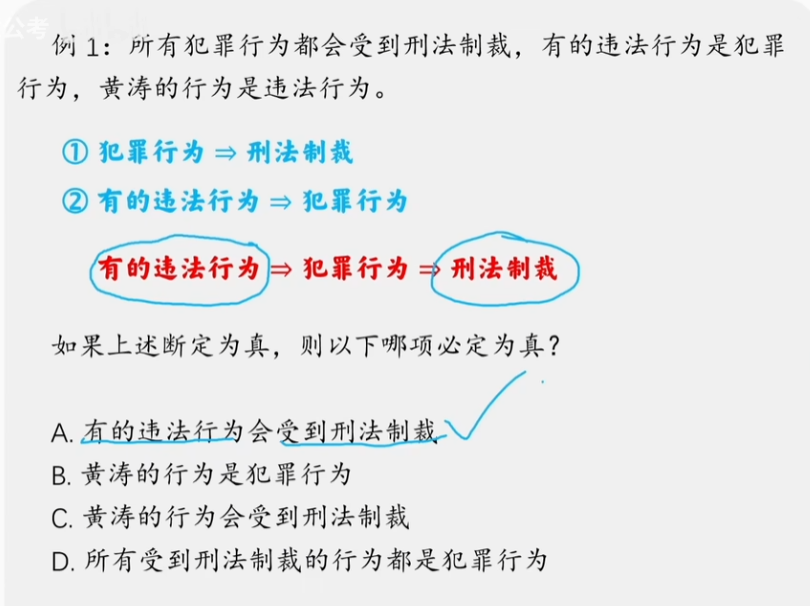 公考
例 1：所有犯罪行为都会受到刑法制裁，有的违法行为是犯罪
行为，黄涛的行为是违法行为。
① 犯罪行为 ⇒ 刑法制裁
② 有的违法行为 ⇒ 犯罪行为
有的违法行为 ⇒ 犯罪行为 ⇒ 刑法制裁
如果上述断定为真，则以下哪项必定为真？
A. 有的违法行为会受到刑法制裁
B. 黄涛的行为是犯罪行为
C. 黄涛的行为会受到刑法制裁
D. 所有受到刑法制裁的行为都是犯罪行为